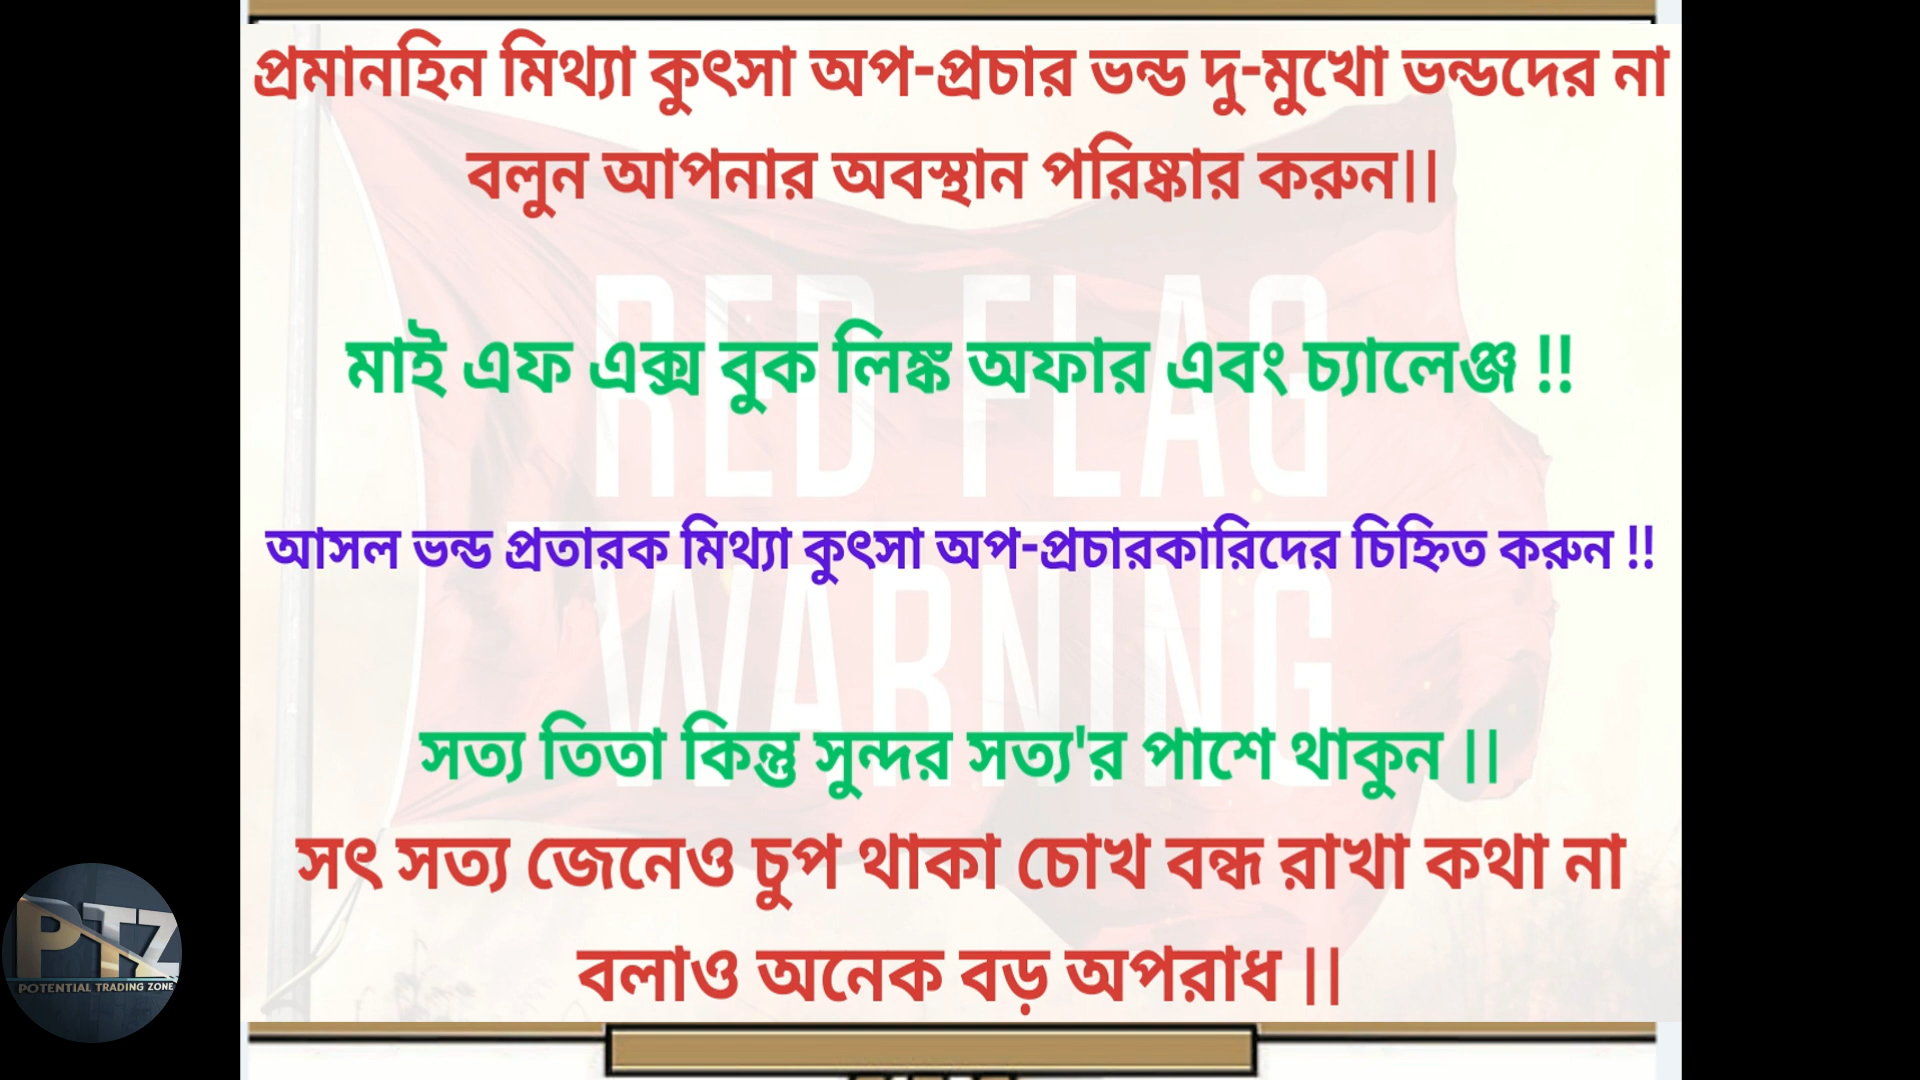 প্রমানহিন মিথ্যা কুৎসা অপ-প্রচার ভন্ড দু-মুখো ভন্ডদের না
বলুন আপনার অবস্থান পরিষ্কার করুন।।
RED FLAG
মাই এফ এক্স বুক লিঙ্ক অফার এবং চ্যালেঞ্জ !!
আসল ভন্ড প্রতারক মিথ্যা কুৎসা অপ-প্রচারকারিদের চিহ্নিত করুন !!
WARNING
সত্য তিতা কিন্তু সুন্দর সত্য'র পাশে থাকুন ।।
সৎ সত্য জেনেও চুপ থাকা চোখ বন্ধ রাখা কথা না
বলাও অনেক বড় অপরাধ ।।
PTZ
POTENTIAL TRADING ZONE